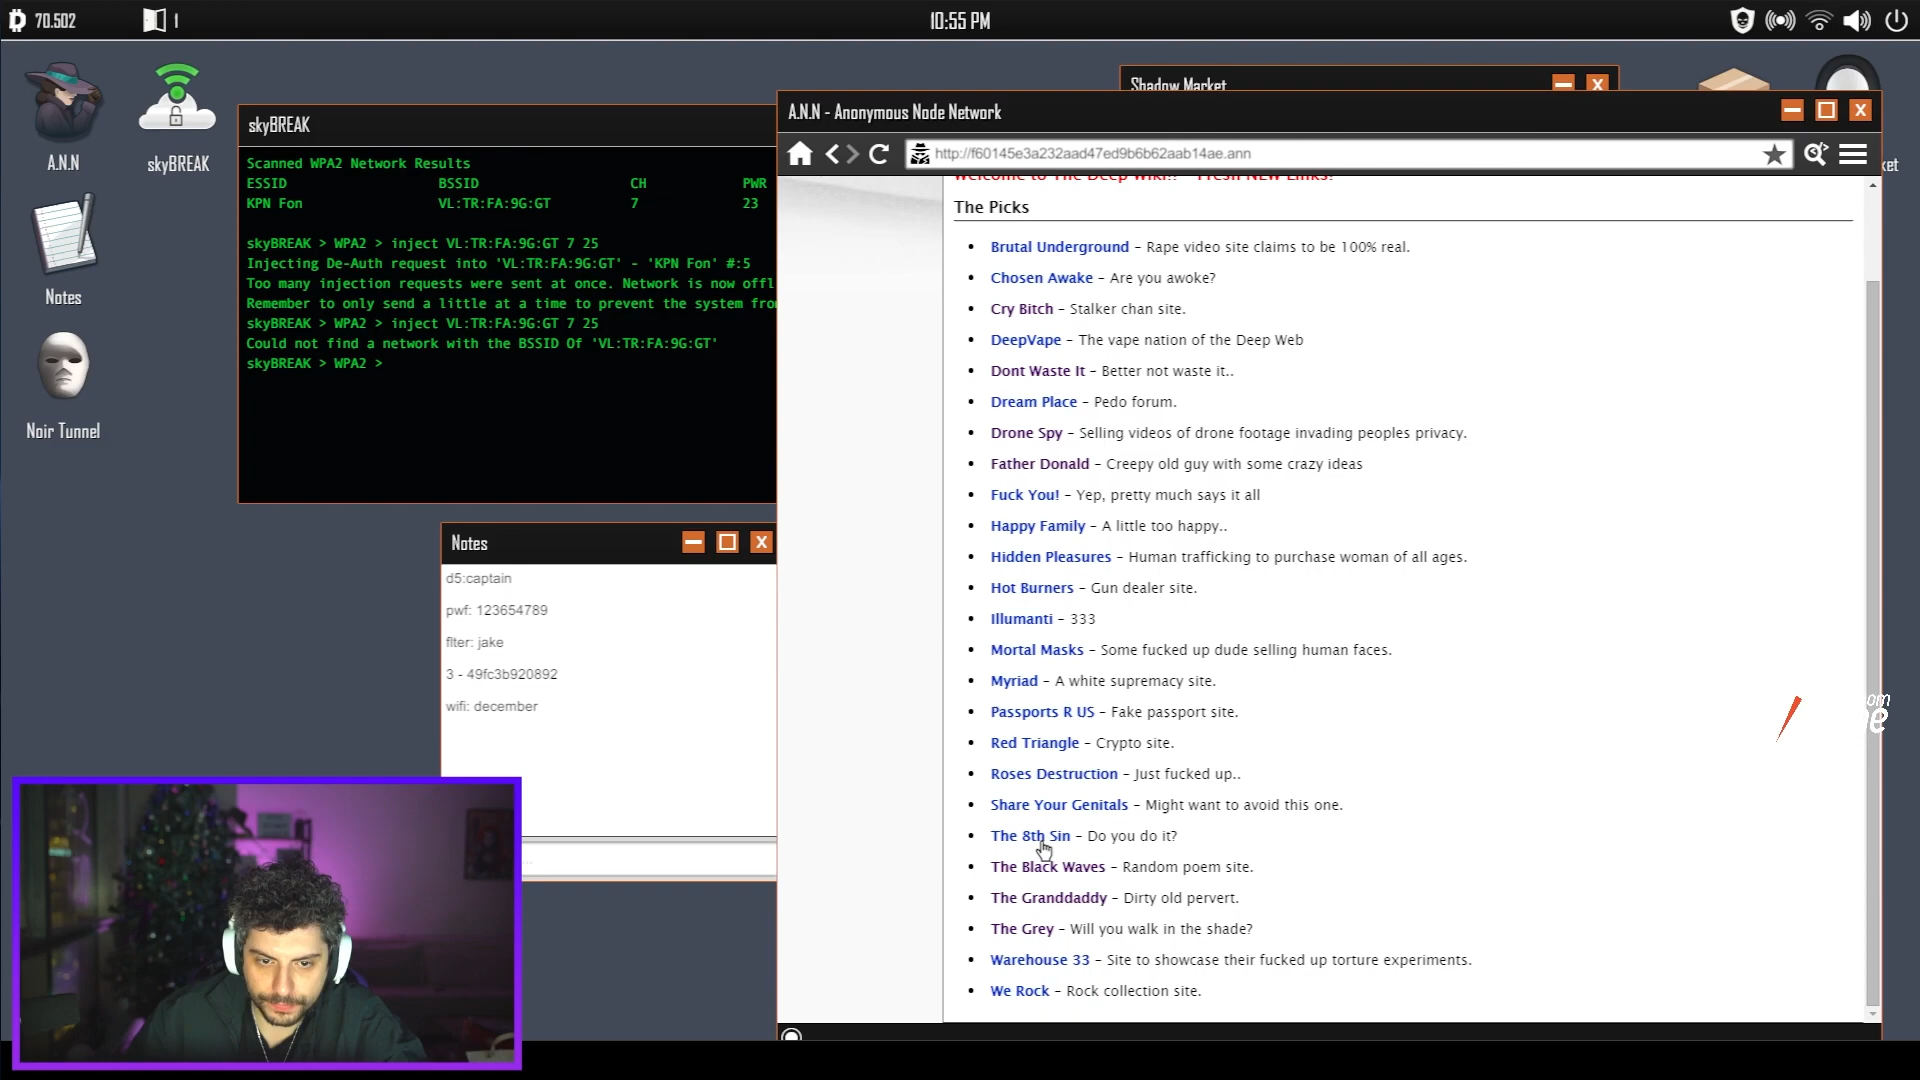 70.502
1
10:55 PM
A.N.N
skyBREAK
Notes
Noir Tunnel
skyBREAK
Scanned WPA2 Network Results
ESSID BSSID CH PWR
KPN Fon VL:TR:FA:9G:GT 7 23
skyBREAK > WPA2 > inject VL:TR:FA:9G:GT 7 25
Injecting De-Auth request into 'VL:TR:FA:9G:GT' - 'KPN Fon' #:5
Too many injection requests were sent at once. Network is now offl
Remember to only send a little at a time to prevent the system fro
skyBREAK > WPA2 > inject VL:TR:FA:9G:GT 7 25
Could not find a network with the BSSID Of 'VL:TR:FA:9G:GT'
skyBREAK > WPA2 >
Notes
d5:captain
pwf: 123654789
flter: jake
3 - 49fc3b920892
wifi: december
Shadow Market
A.N.N - Anonymous Node Network
http://f60145e3a232aad47ed9b6b62aab14ae.ann
Welcome to The Deep Wiki!! - Fresh NEW Links!
The Picks
• Brutal Underground - Rape video site claims to be 100% real.
• Chosen Awake - Are you awoke?
• Cry Bitch - Stalker chan site.
• DeepVape - The vape nation of the Deep Web
• Dont Waste It - Better not waste it..
• Dream Place - Pedo forum.
• Drone Spy - Selling videos of drone footage invading peoples privacy.
• Father Donald - Creepy old guy with some crazy ideas
• Fuck You! - Yep, pretty much says it all
• Happy Family - A little too happy..
• Hidden Pleasures - Human trafficking to purchase woman of all ages.
• Hot Burners - Gun dealer site.
• Illumanti - 333
• Mortal Masks - Some fucked up dude selling human faces.
• Myriad - A white supremacy site.
• Passports R US - Fake passport site.
• Red Triangle - Crypto site.
• Roses Destruction - Just fucked up..
• Share Your Genitals - Might want to avoid this one.
• The 8th Sin - Do you do it?
• The Black Waves - Random poem site.
• The Granddaddy - Dirty old pervert.
• The Grey - Will you walk in the shade?
• Warehouse 33 - Site to showcase their fucked up torture experiments.
• We Rock - Rock collection site.
ket
om
e